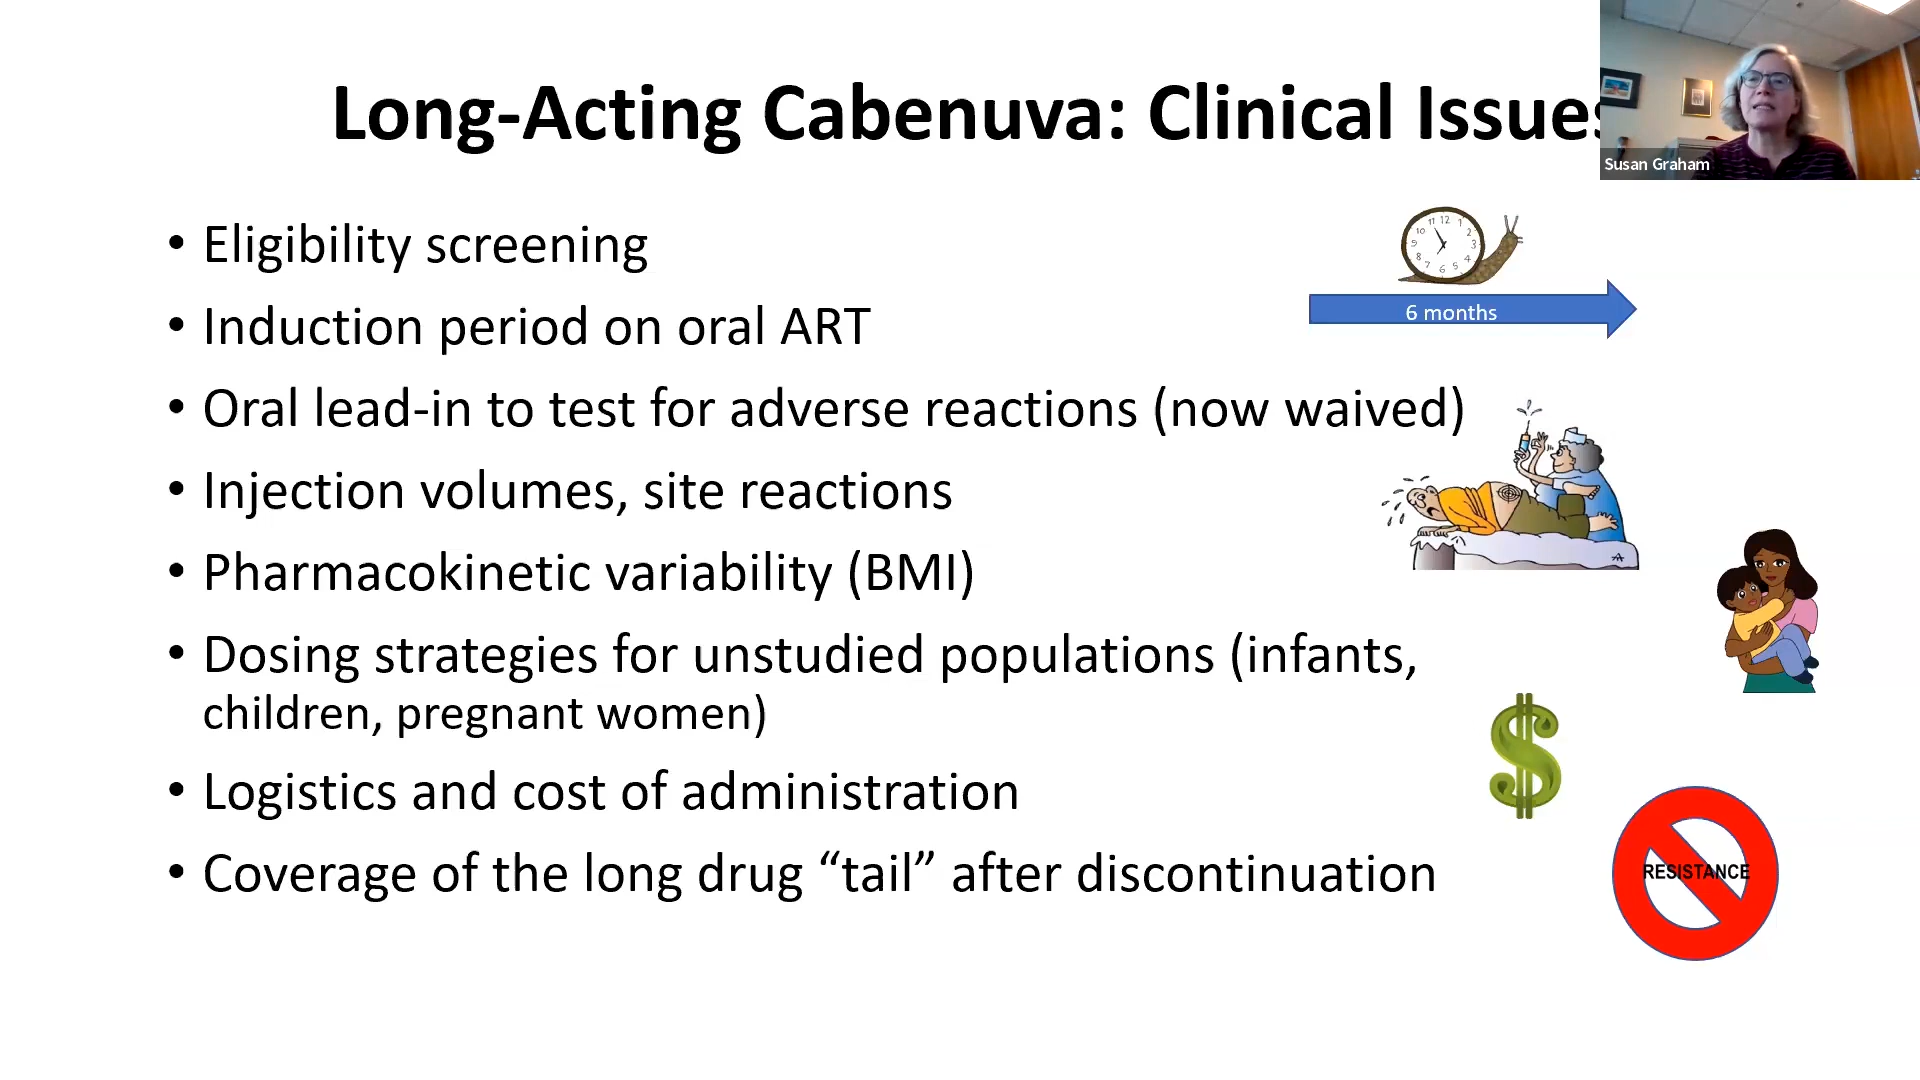 Long-Acting Cabenuva: Clinical Issues
Susan Graham
• Eligibility screening
• Induction period on oral ART
6 months
• Oral lead-in to test for adverse reactions (now waived)
• Injection volumes, site reactions
• Pharmacokinetic variability (BMI)
• Dosing strategies for unstudied populations (infants,
children, pregnant women)
• Logistics and cost of administration
• Coverage of the long drug “tail” after discontinuation
RESISTANCE